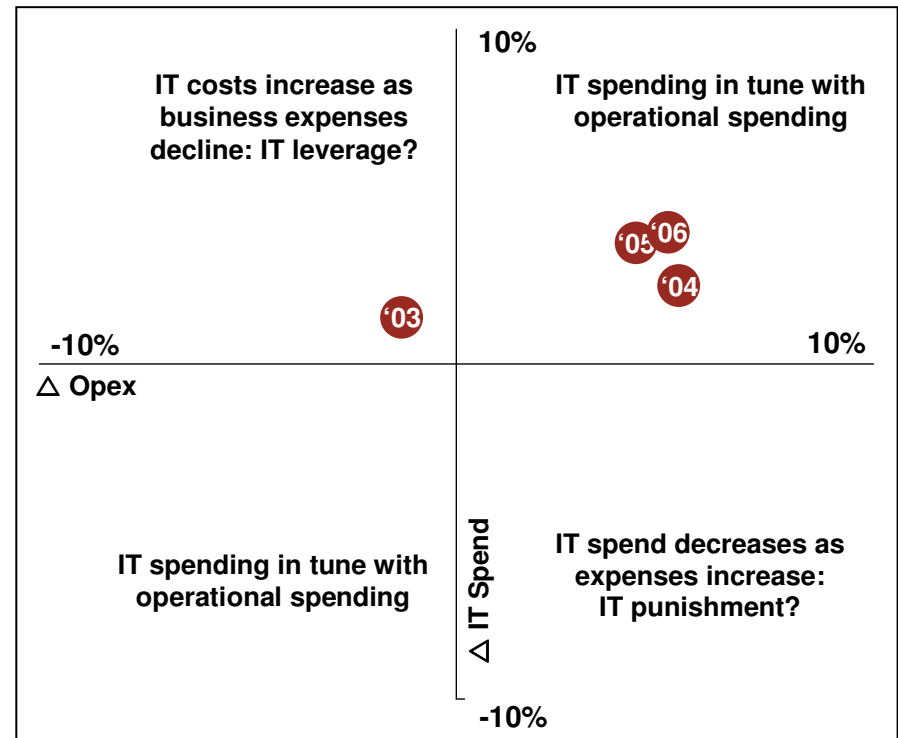 10%
IT costs increase as
business expenses
decline: IT leverage?
IT spending in tune with
operational spending
‘05
‘06
‘04
‘03
-10%
10%
△ Opex
IT spending in tune with
operational spending
△ IT Spend
IT spend decreases as
expenses increase:
IT punishment?
-10%